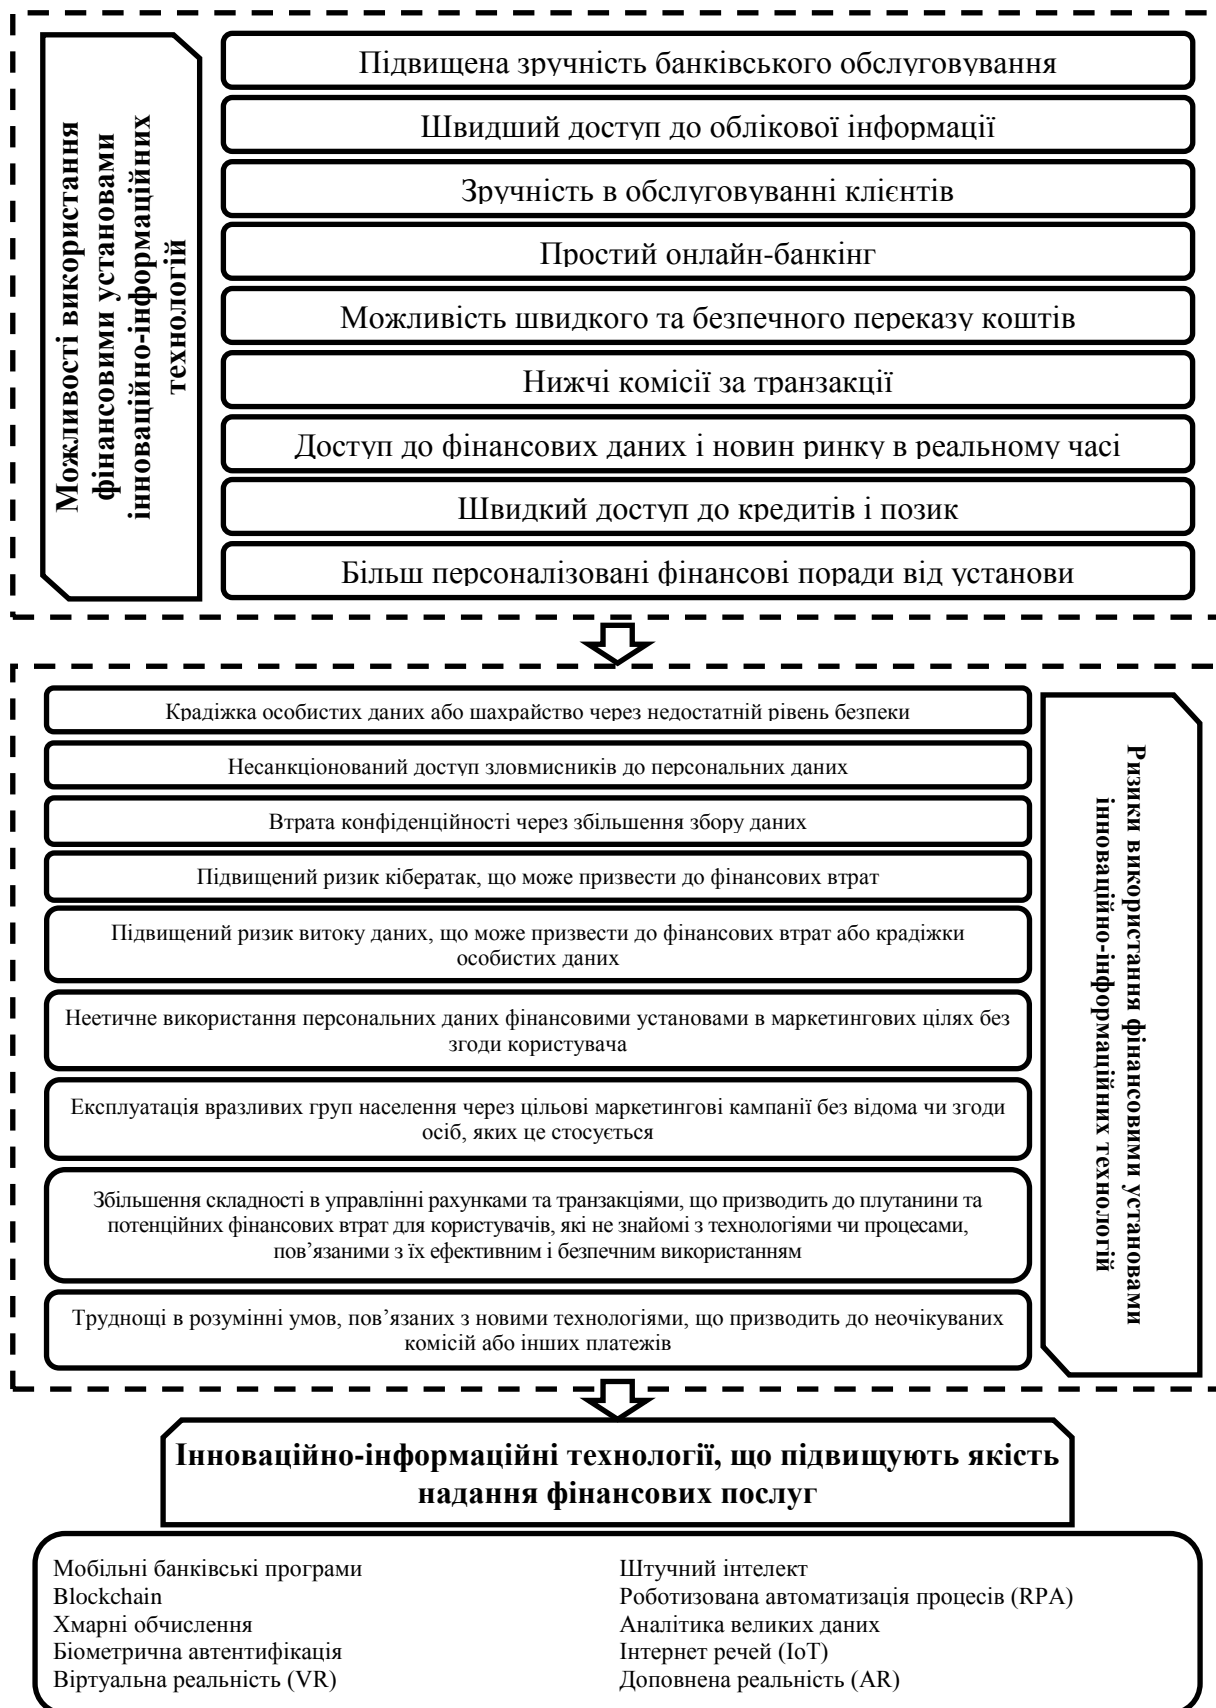 Можливості використання
фінансовими установами
інноваційно-інформаційних
технологій
Підвищена зручність банківського обслуговування
Швидший доступ до облікової інформації
Зручність в обслуговуванні клієнтів
Простий онлайн-банкінг
Можливість швидкого та безпечного переказу коштів
Нижчі комісії за транзакції
Доступ до фінансових даних і новин ринку в реальному часі
Швидкий доступ до кредитів і позик
Більш персоналізовані фінансові поради від установи
Крадіжка особистих даних або шахрайство через недостатній рівень безпеки
Несанкціонований доступ зловмисників до персональних даних
Втрата конфіденційності через збільшення збору даних
Підвищений ризик кібератак, що може призвести до фінансових втрат
Підвищений ризик витоку даних, що може призвести до фінансових втрат або крадіжки
особистих даних
Неетичне використання персональних даних фінансовими установами в маркетингових цілях без
згоди користувача
Експлуатація вразливих груп населення через цільові маркетингові кампанії без відома чи згоди
осіб, яких це стосується
Збільшення складності в управлінні рахунками та транзакціями, що призводить до плутанини та
потенційних фінансових втрат для користувачів, які не знайомі з технологіями чи процесами,
пов’язаними з їх ефективним і безпечним використанням
Труднощі в розумінні умов, пов’язаних з новими технологіями, що призводить до неочікуваних
комісій або інших платежів
Ризики використання фінансовими установами
інноваційно-інформаційних технологій
Інноваційно-інформаційні технології, що підвищують якість
надання фінансових послуг
Мобільні банківські програми
Blockchain
Хмарні обчислення
Біометрична автентифікація
Віртуальна реальність (VR)
Штучний інтелект
Роботизована автоматизація процесів (RPA)
Аналітика великих даних
Інтернет речей (IoT)
Доповнена реальність (AR)